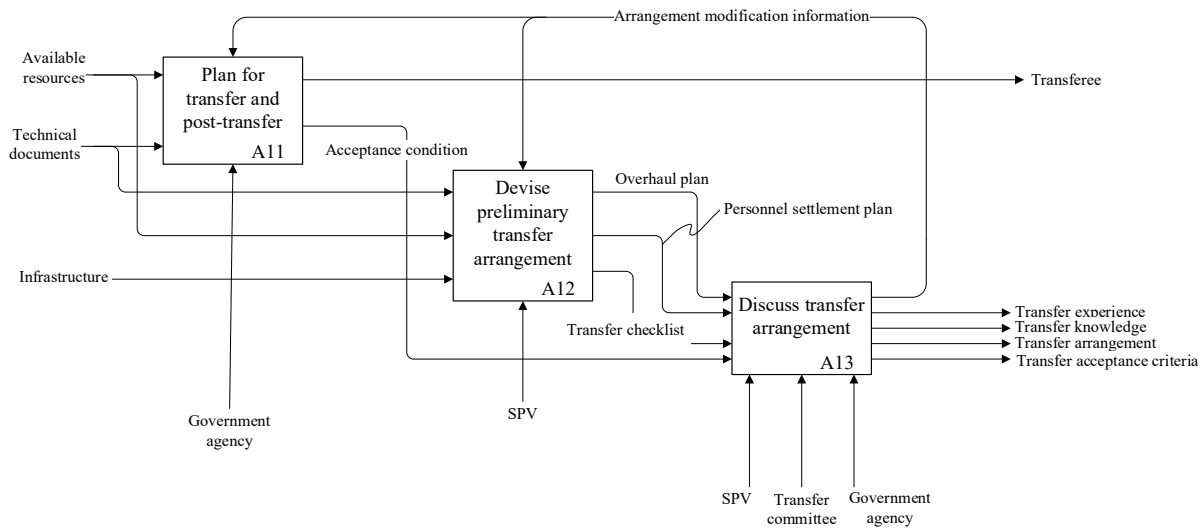 Arrangement modification information
Available
resources
Plan for
transfer and
post-transfer
A11
Transferee
Technical
documents
Acceptance condition
Devise
preliminary
transfer
arrangement
A12
Overhaul plan
Personnel settlement plan
Infrastructure
Transfer checklist
Discuss transfer
arrangement
A13
Transfer experience
Transfer knowledge
Transfer arrangement
Transfer acceptance criteria
Government
agency
SPV
SPV
Transfer
committee
Government
agency